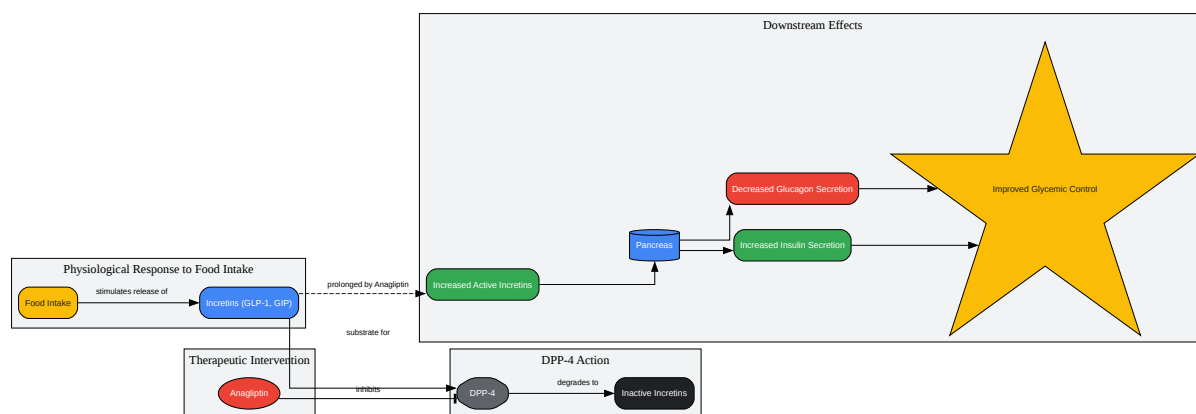 Downstream Effects
Improved Glycemic Control
Decreased Glucagon Secretion
Pancreas
Increased Insulin Secretion
Physiological Response to Food Intake
Food Intake
stimulates release of
Incretins (GLP-1, GIP)
prolonged by Anagliptin
Increased Active Incretins
substrate for
Therapeutic Intervention
Anagliptin
inhibits
DPP-4 Action
DPP-4
degrades to
Inactive Incretins